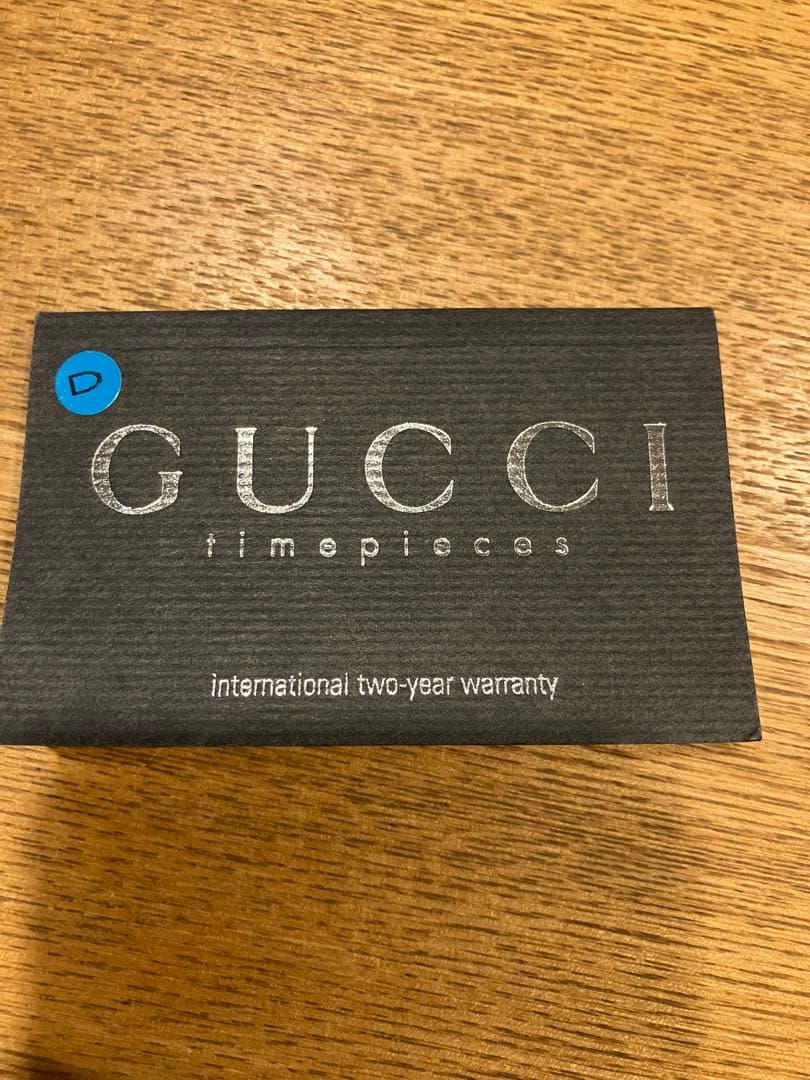 D
GUCCI
timepieces
international two-year warranty